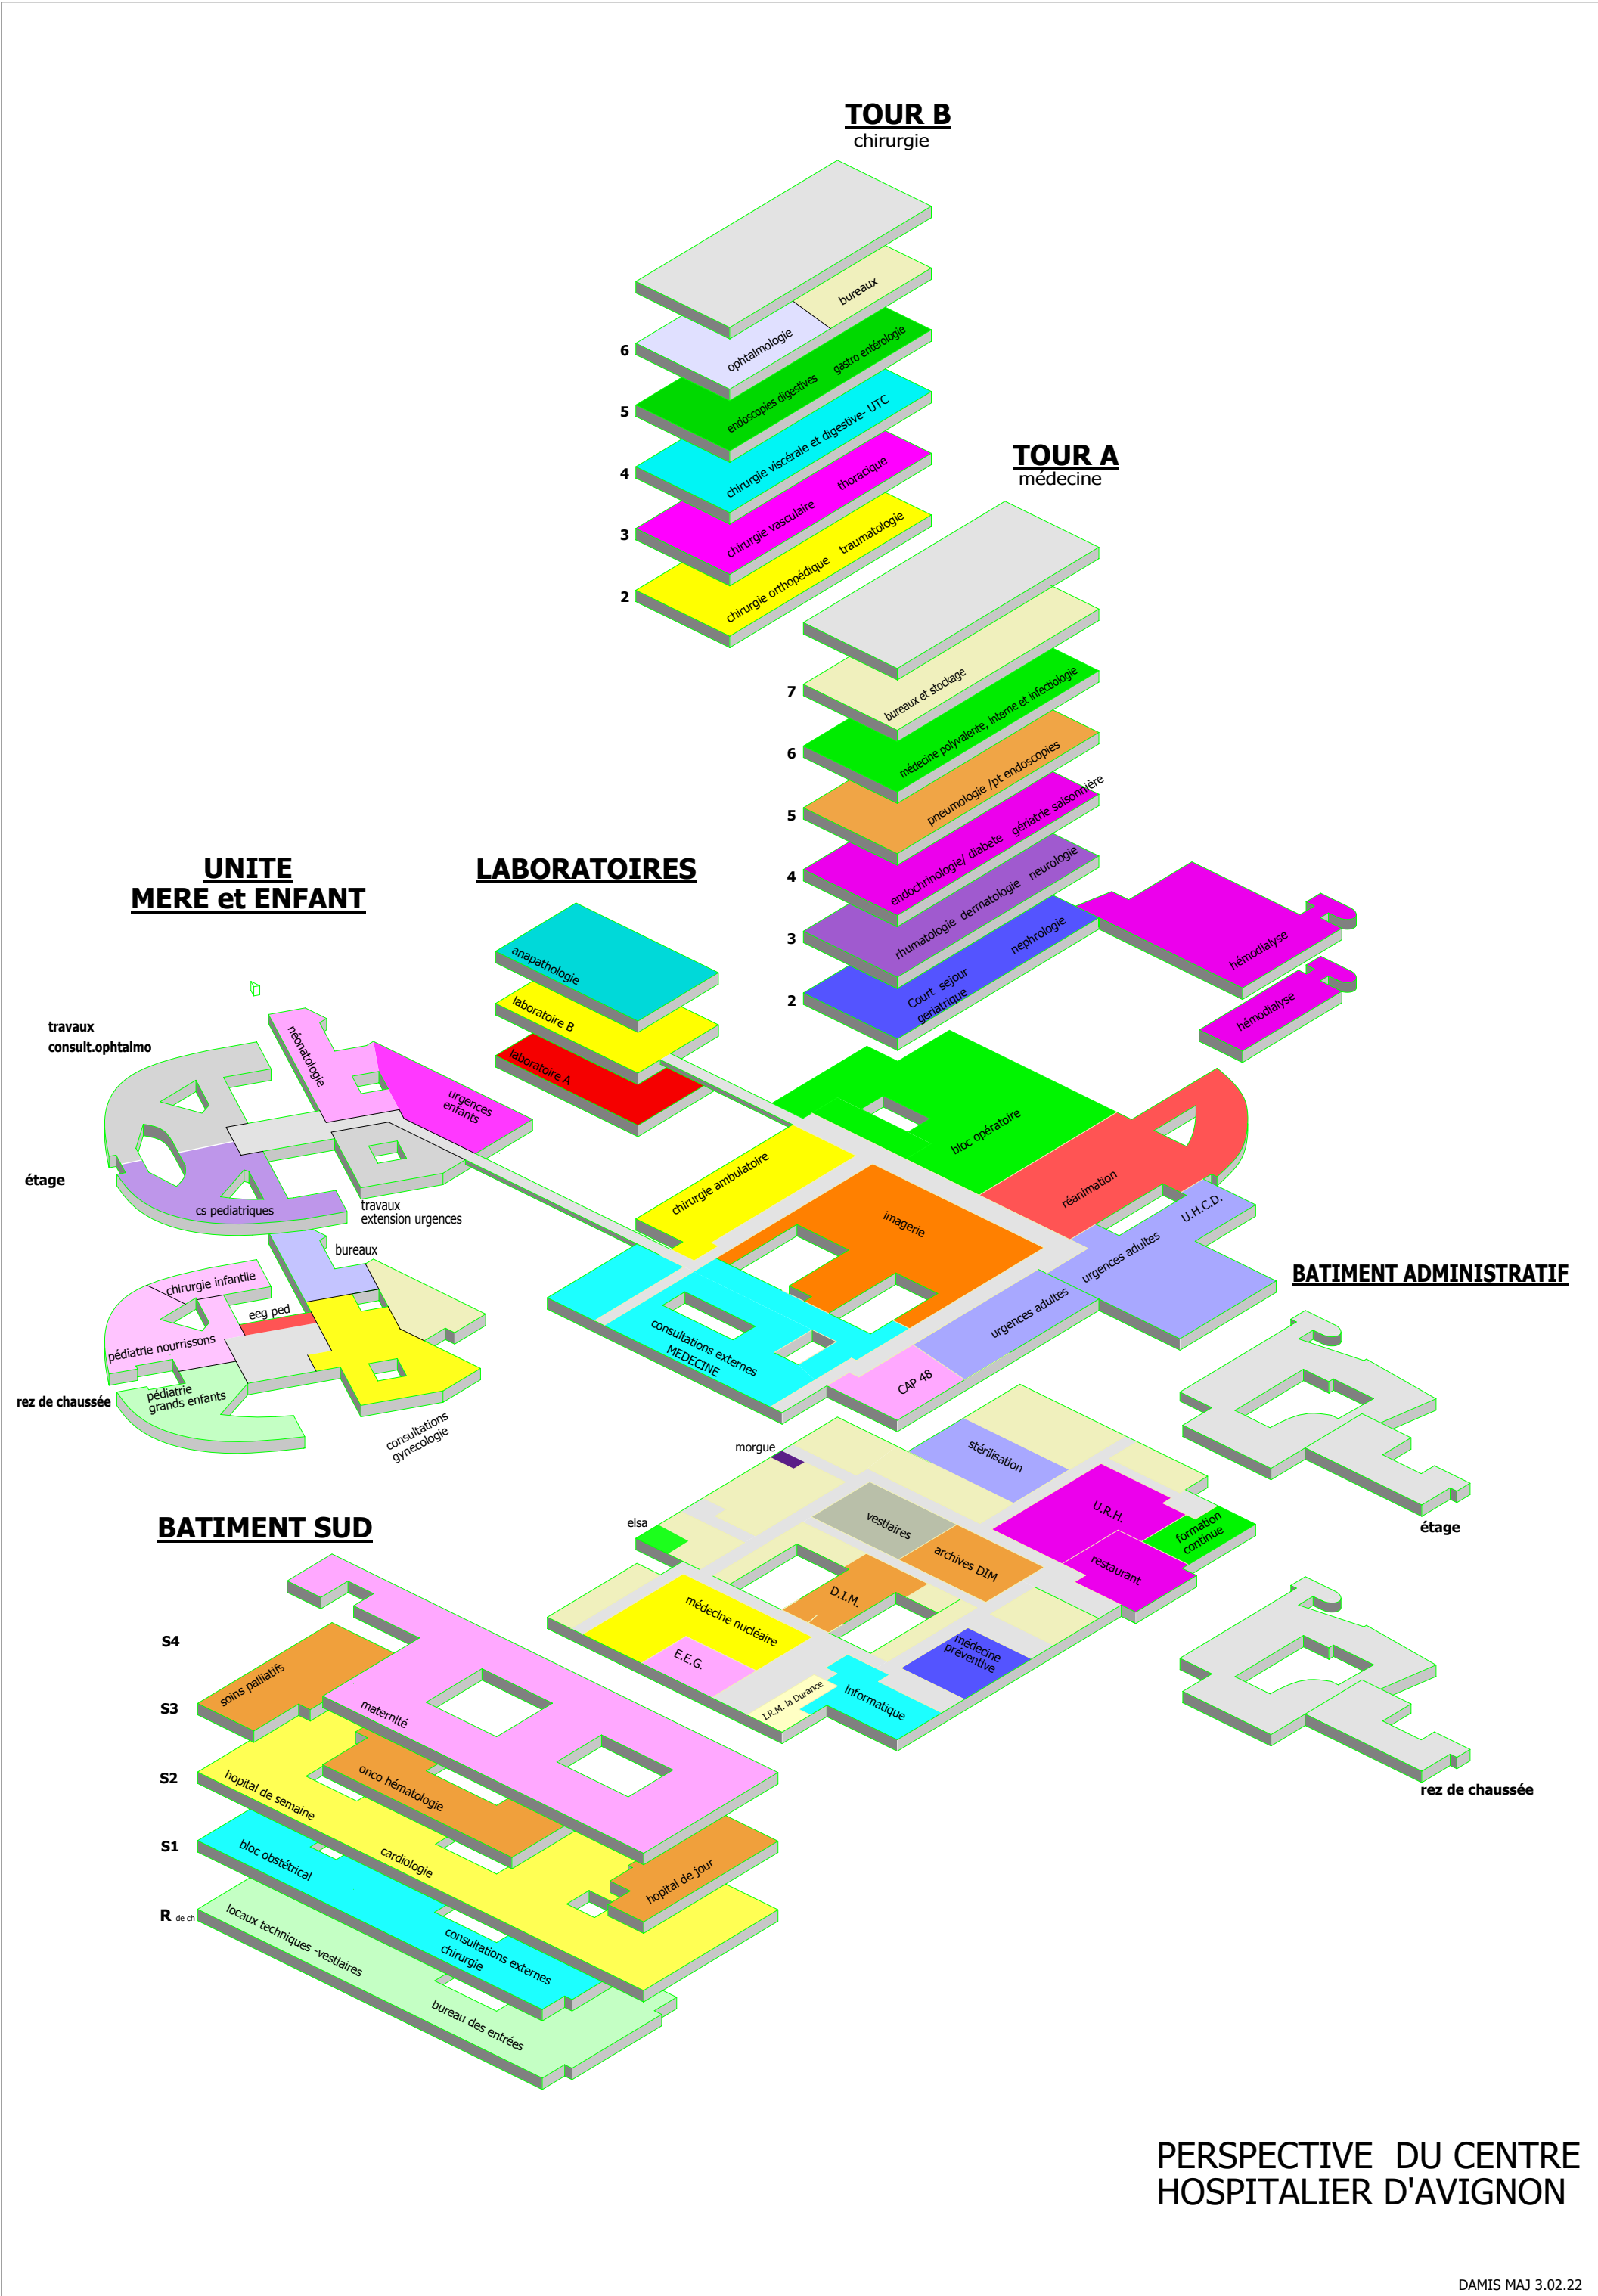 TOUR B
chirurgie
bureaux
6
ophtalmologie
endoscopies digestives gastro entérologie
5
chirurgie viscérale et digestive- UTC
4
chirurgie vasculaire thoracique
3
chirurgie orthopédique traumatologie
2
TOUR A
médecine
7
bureaux et stockage
6
médecine polyvalente, interne et infectiologie
5
pneumologie /pt endoscopies
4
endochrinologie/ diabete gériatrie saisonnière
3
rhumatologie dermatologie neurologie
2
Court sejour nephrologie
geriatrique
hémodialyse
hémodialyse
UNITE
MERE et ENFANT
travaux
consult.ophtalmo
néonatologie
urgences
enfants
étage
cs pediatriques
travaux
extension urgences
bureaux
chirurgie infantile
eeg ped
pédiatrie nourrissons
rez de chaussée
pédiatrie
grands enfants
consultations
gynecologie
LABORATOIRES
anapathologie
laboratoire B
laboratoire A
bloc opératoire
chirurgie ambulatoire
réanimation
imagerie
U.H.C.D.
urgences adultes
urgences adultes
consultations externes
MEDECINE
CAP 48
BATIMENT ADMINISTRATIF
étage
rez de chaussée
morgue
stérilisation
elsa
vestiaires
U.R.H.
formation
continue
archives DIM
restaurant
D.I.M.
médecine nucléaire
E.E.G.
médecine
préventive
I.R.M. la Durance
informatique
BATIMENT SUD
S4
soins palliatifs
S3
maternité
S2
hopital de semaine
onco hématologie
S1
bloc obstétrical
cardiologie
hopital de jour
R de ch
locaux techniques -vestiaires
consultations externes
chirurgie
bureau des entrées
PERSPECTIVE DU CENTRE
HOSPITALIER D'AVIGNON
DAMIS MAJ 3.02.22